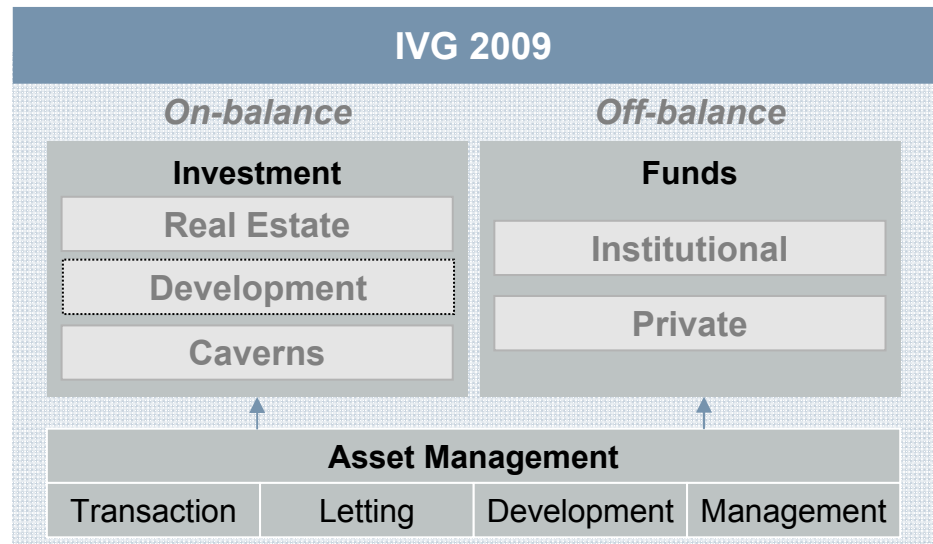 IVG 2009
On-balance
Off-balance
Investment
Real Estate
Development
Caverns
Funds
Institutional
Private
Asset Management
Transaction
Letting
Development
Management